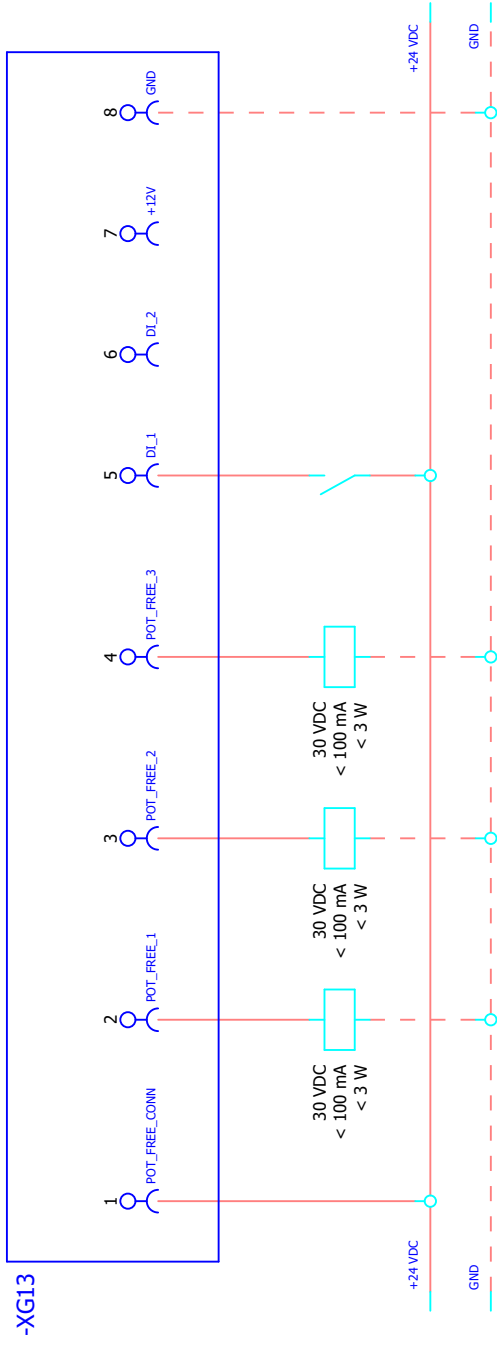 -XG13
1
POT_FREE_CONN
2
POT_FREE_1
3
POT_FREE_2
4
POT_FREE_3
5
DI_1
6
DI_2
7
+12V
8
GND
30 VDC
< 100 mA
< 3 W
30 VDC
< 100 mA
< 3 W
30 VDC
< 100 mA
< 3 W
+24 VDC
+24 VDC
GND
GND